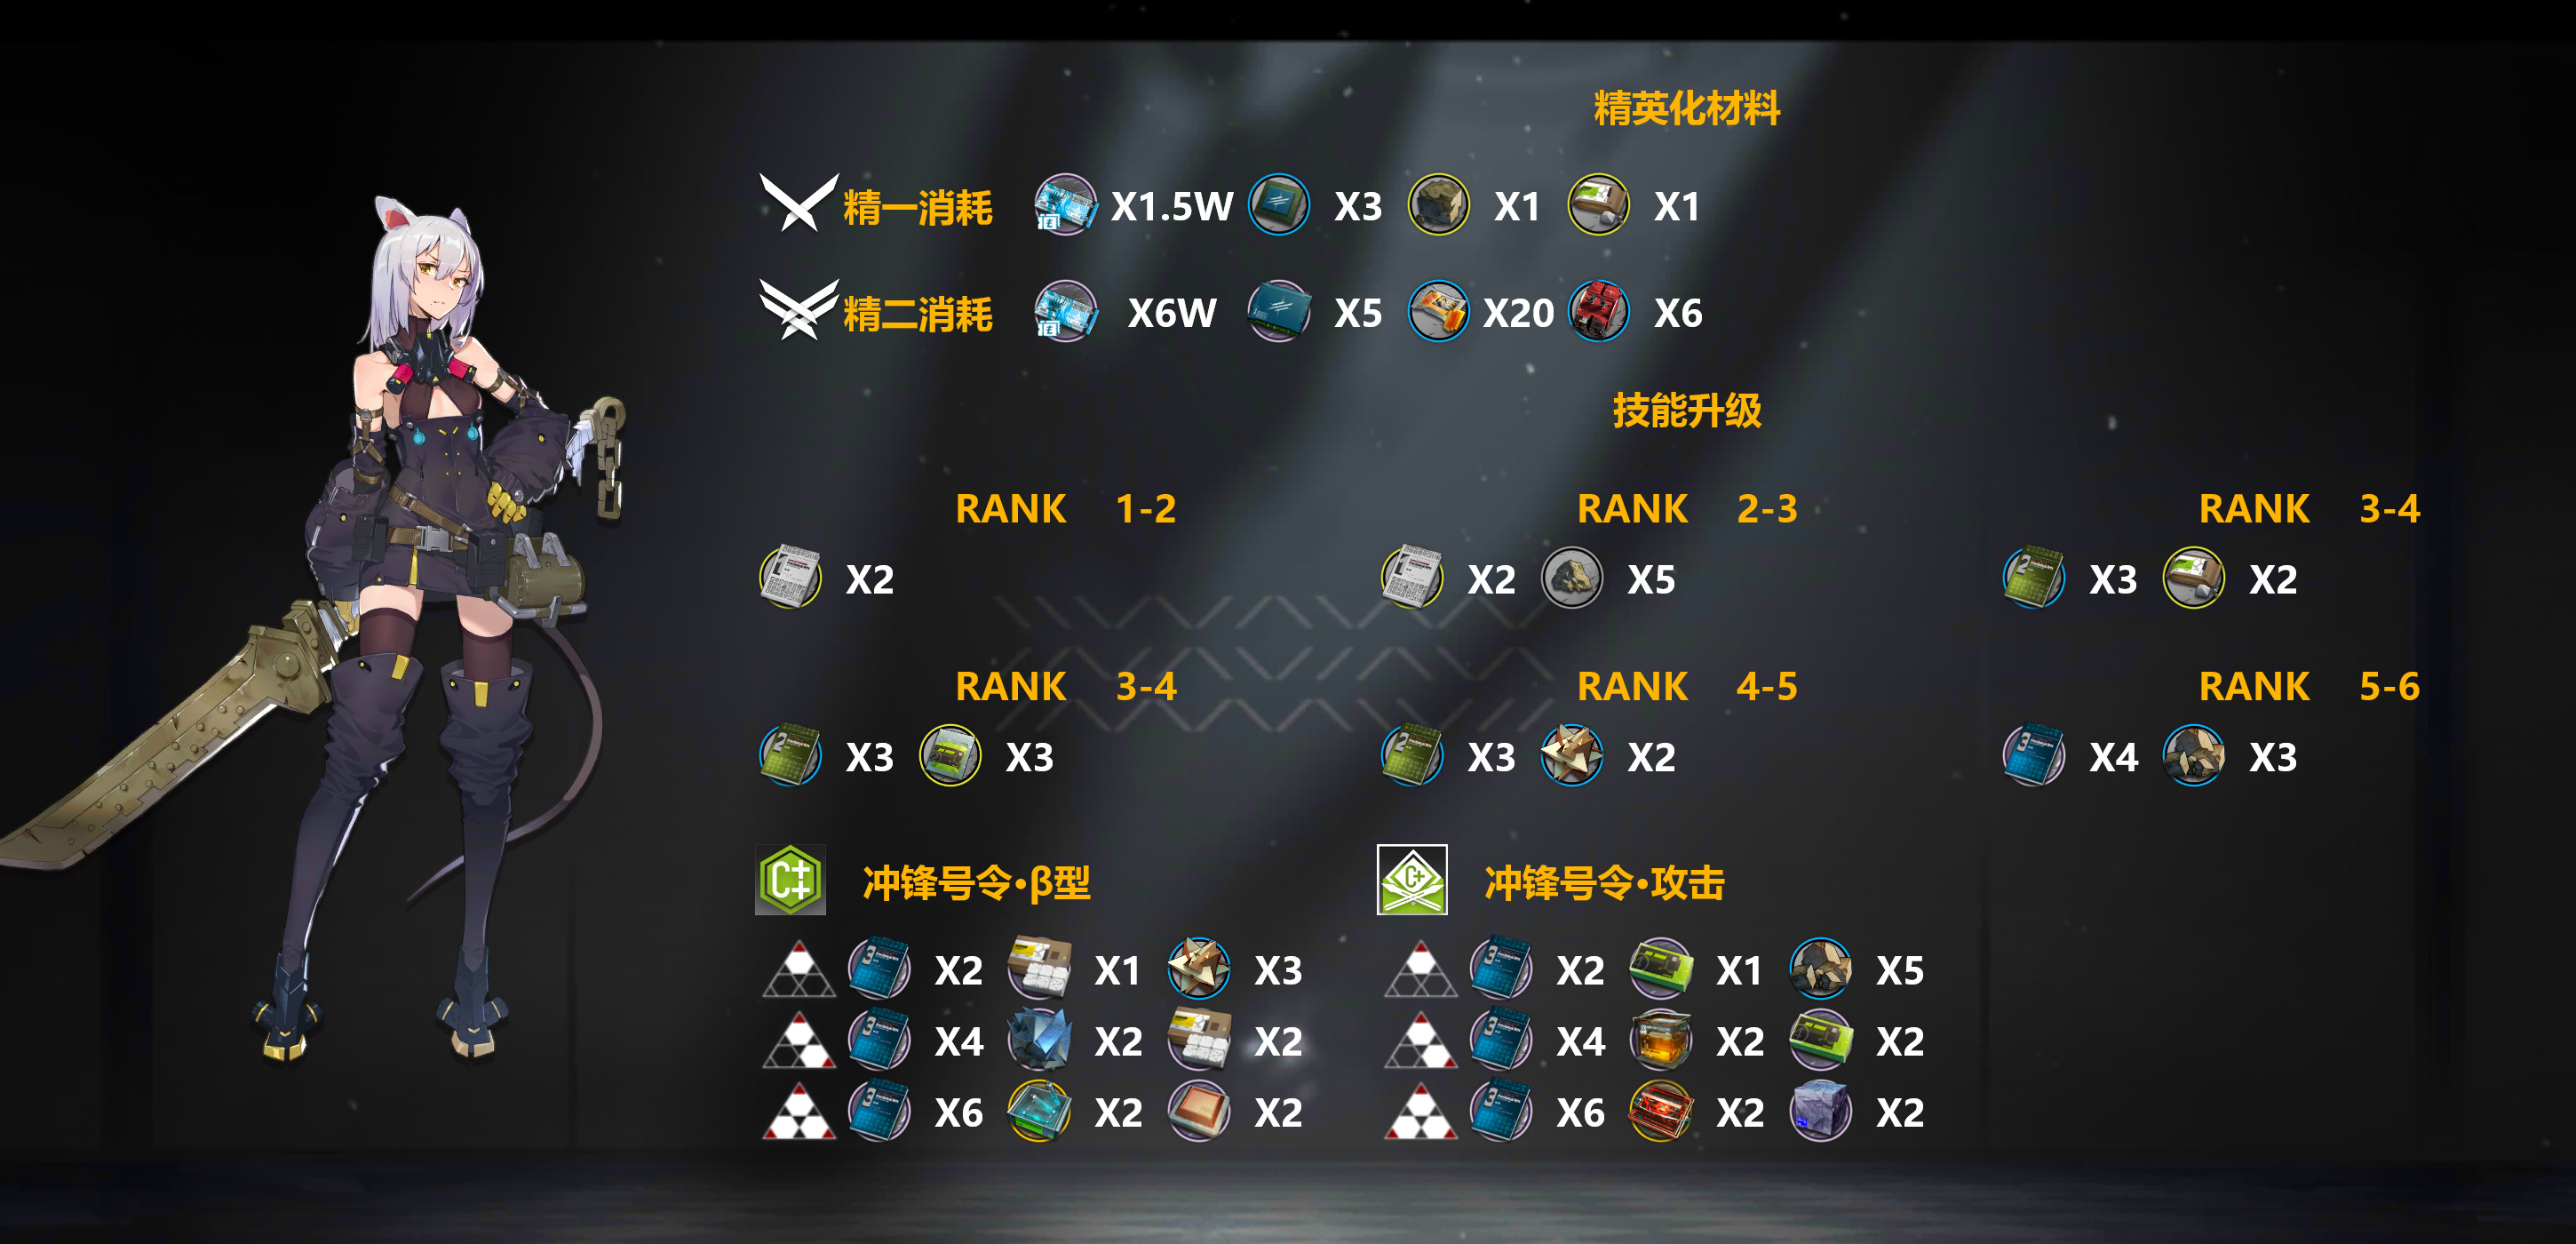 精英化材料
精一消耗 X1.5W X3 X1 X1
精二消耗 X6W X5 X20 X6
技能升级
RANK 1-2 RANK 2-3 RANK 3-4
X2 X2 X5 X3 X2
RANK 3-4 RANK 4-5 RANK 5-6
X3 X3 X3 X2 X4 X3
冲锋号令·β型 冲锋号令·攻击
X2 X1 X3 X2 X1 X5
X4 X2 X2 X4 X2 X2
X6 X2 X2 X6 X2 X2